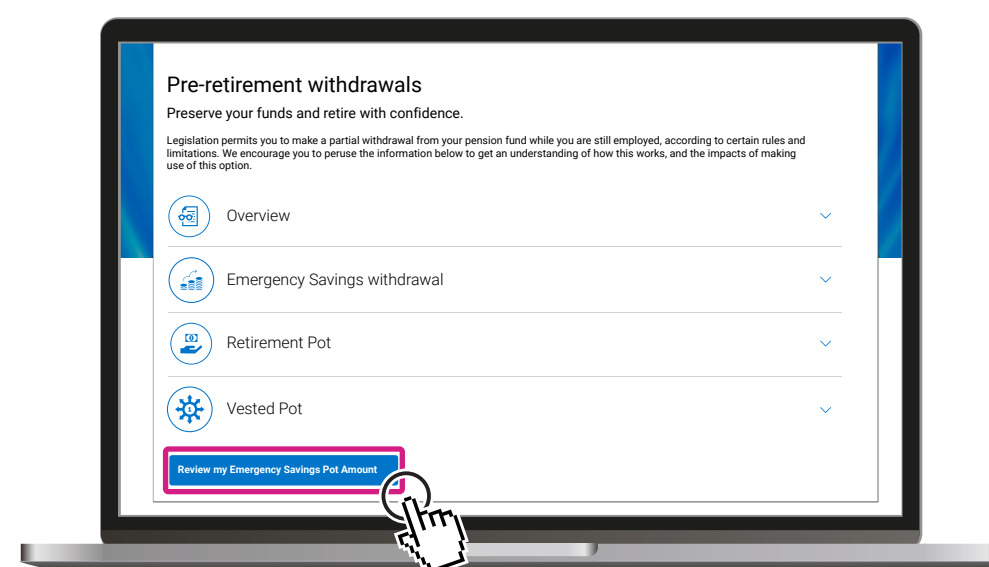 Pre-retirement withdrawals
Preserve your funds and retire with confidence.
Legislation permits you to make a partial withdrawal from your pension fund while you are still employed, according to certain rules and
limitations. We encourage you to peruse the information below to get an understanding of how this works, and the impacts of making
use of this option.
Overview
Emergency Savings withdrawal
Retirement Pot
Vested Pot
Review my Emergency Savings Pot Amount